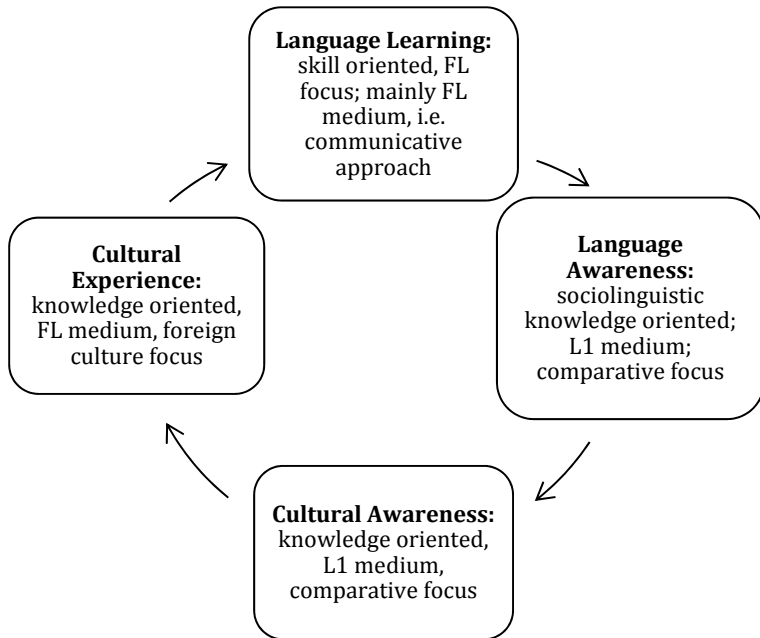 Language Learning:
skill oriented, FL
focus; mainly FL
medium, i.e.
communicative
approach
Language
Awareness:
sociolinguistic
knowledge oriented;
L1 medium;
comparative focus
Cultural Awareness:
knowledge oriented,
L1 medium,
comparative focus
Cultural
Experience:
knowledge oriented,
FL medium, foreign
culture focus